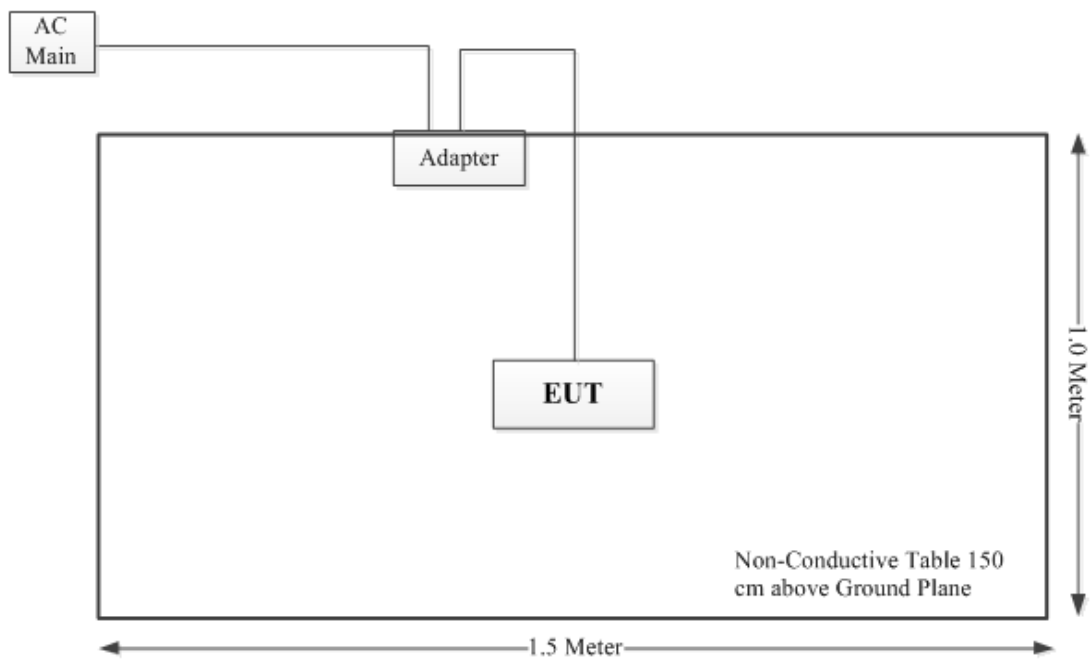 AC
Main
Adapter
EUT
1.0 Meter
Non-Conductive Table 150
cm above Ground Plane
1.5 Meter